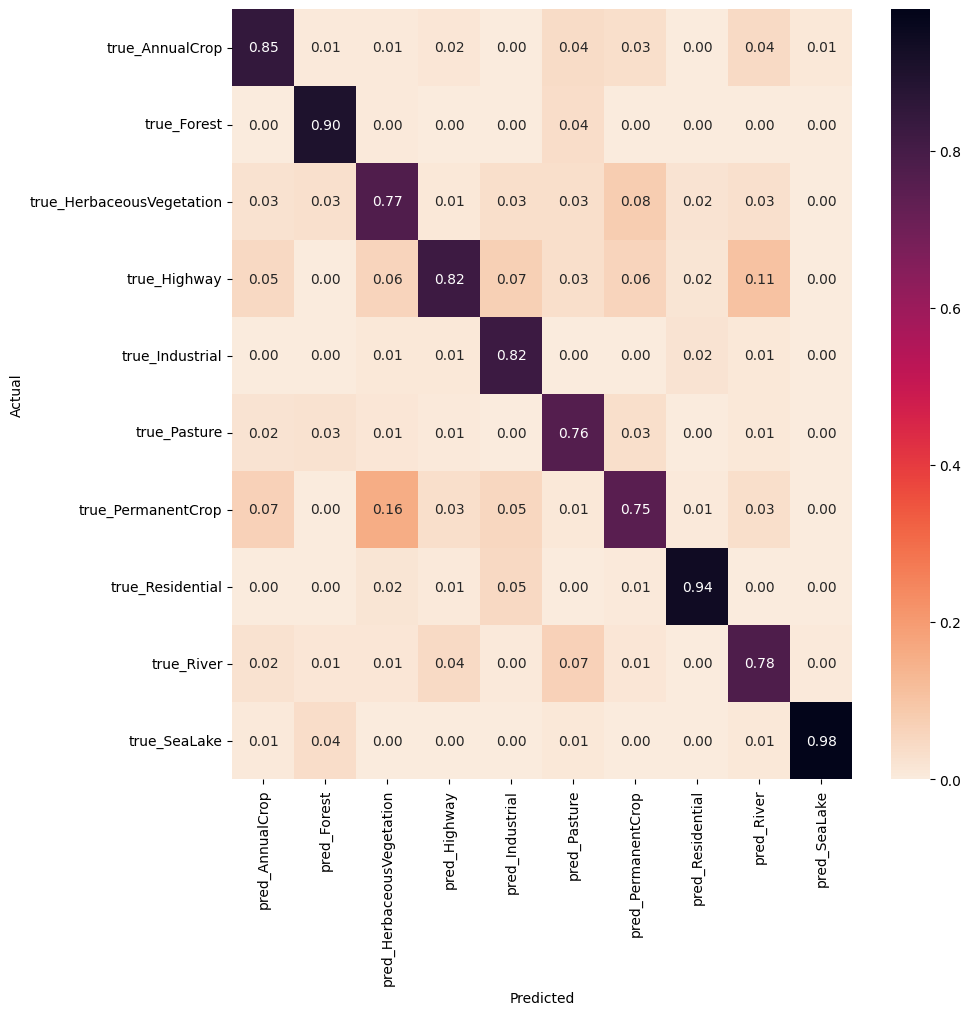 true_AnnualCrop 0.85 0.01 0.01 0.02 0.00 0.04 0.03 0.00 0.04 0.01
true_Forest 0.00 0.90 0.00 0.00 0.00 0.04 0.00 0.00 0.00 0.00
true_HerbaceousVegetation 0.03 0.03 0.77 0.01 0.03 0.03 0.08 0.02 0.03 0.00
true_Highway 0.05 0.00 0.06 0.82 0.07 0.03 0.06 0.02 0.11 0.00
true_Industrial 0.00 0.00 0.01 0.01 0.82 0.00 0.00 0.02 0.01 0.00
true_Pasture 0.02 0.03 0.01 0.01 0.00 0.76 0.03 0.00 0.01 0.00
true_PermanentCrop 0.07 0.00 0.16 0.03 0.05 0.01 0.75 0.01 0.03 0.00
true_Residential 0.00 0.00 0.02 0.01 0.05 0.00 0.01 0.94 0.00 0.00
true_River 0.02 0.01 0.01 0.04 0.00 0.07 0.01 0.00 0.78 0.00
true_SeaLake 0.01 0.04 0.00 0.00 0.00 0.01 0.00 0.00 0.01 0.98
Actual
pred_AnnualCrop
pred_Forest
pred_HerbaceousVegetation
pred_Highway
pred_Industrial
pred_Pasture
pred_PermanentCrop
pred_Residential
pred_River
pred_SeaLake
Predicted
0.8
0.6
0.4
0.2
0.0